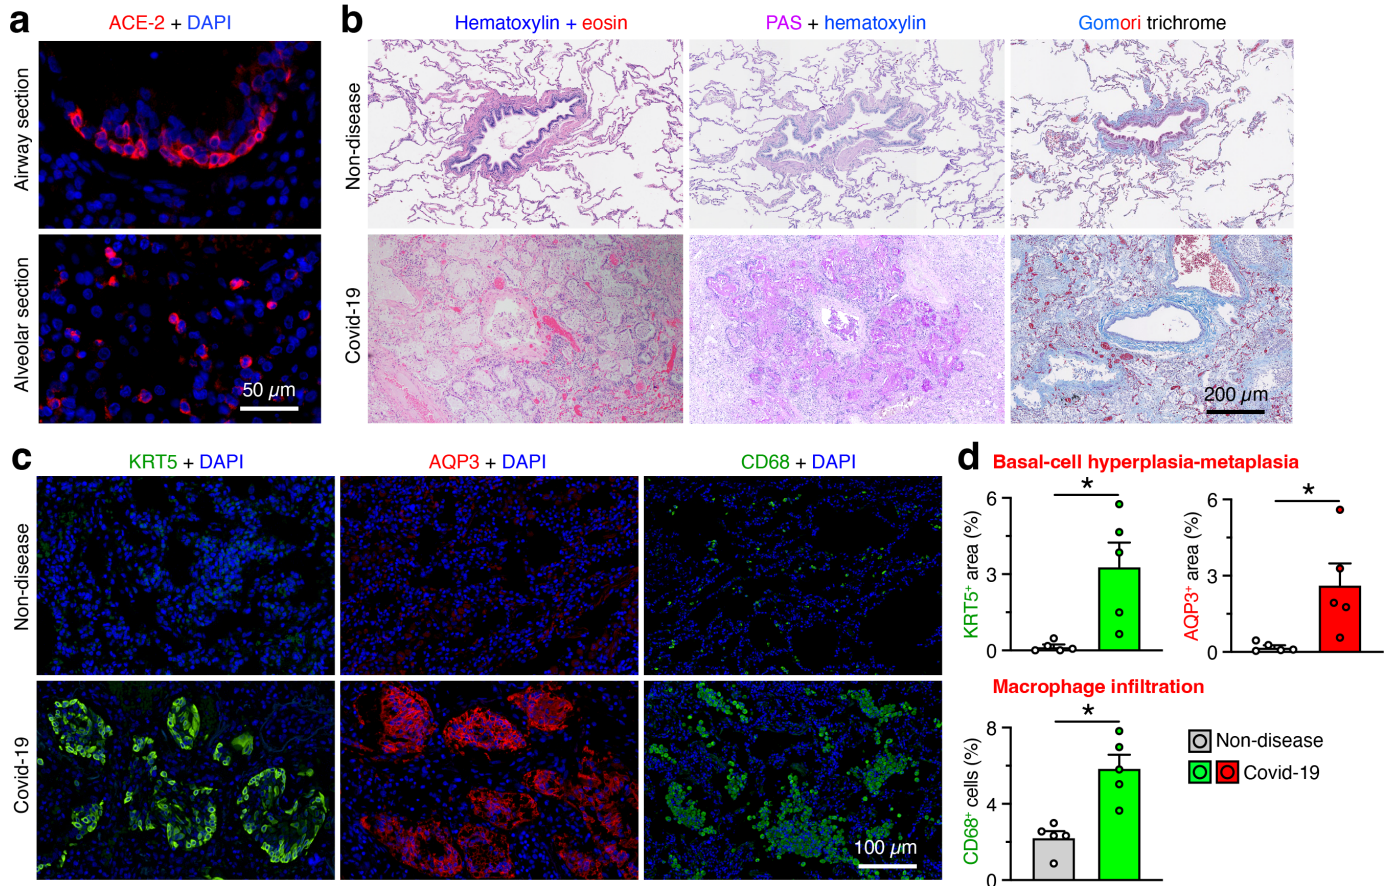 a
ACE-2 + DAPI
Airway section
Alveolar section
50 µm
b
Hematoxylin + eosin
PAS + hematoxylin
Gomori trichrome
Non-disease
Covid-19
200 µm
c
KRT5 + DAPI
AQP3 + DAPI
CD68 + DAPI
Non-disease
Covid-19
100 µm
d
Basal-cell hyperplasia-metaplasia
KRT5⁺ area (%)
6
3
0
*
AQP3⁺ area (%)
6
3
0
*
Macrophage infiltration
CD68⁺ cells (%)
8
4
0
*
Non-disease
Covid-19